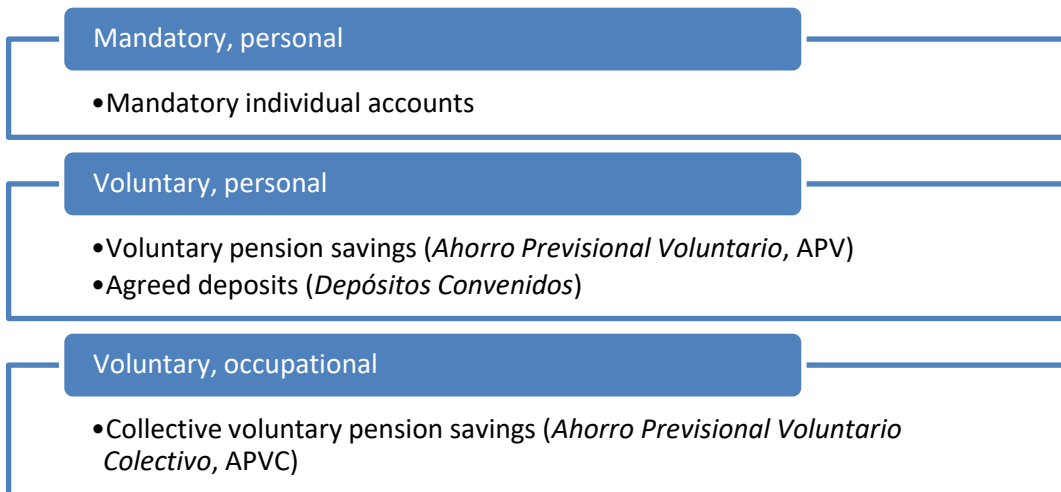 Mandatory, personal
•Mandatory individual accounts
Voluntary, personal
•Voluntary pension savings (Ahorro Previsional Voluntario, APV)
•Agreed deposits (Depósitos Convenidos)
Voluntary, occupational
•Collective voluntary pension savings (Ahorro Previsional Voluntario
Colectivo, APVC)